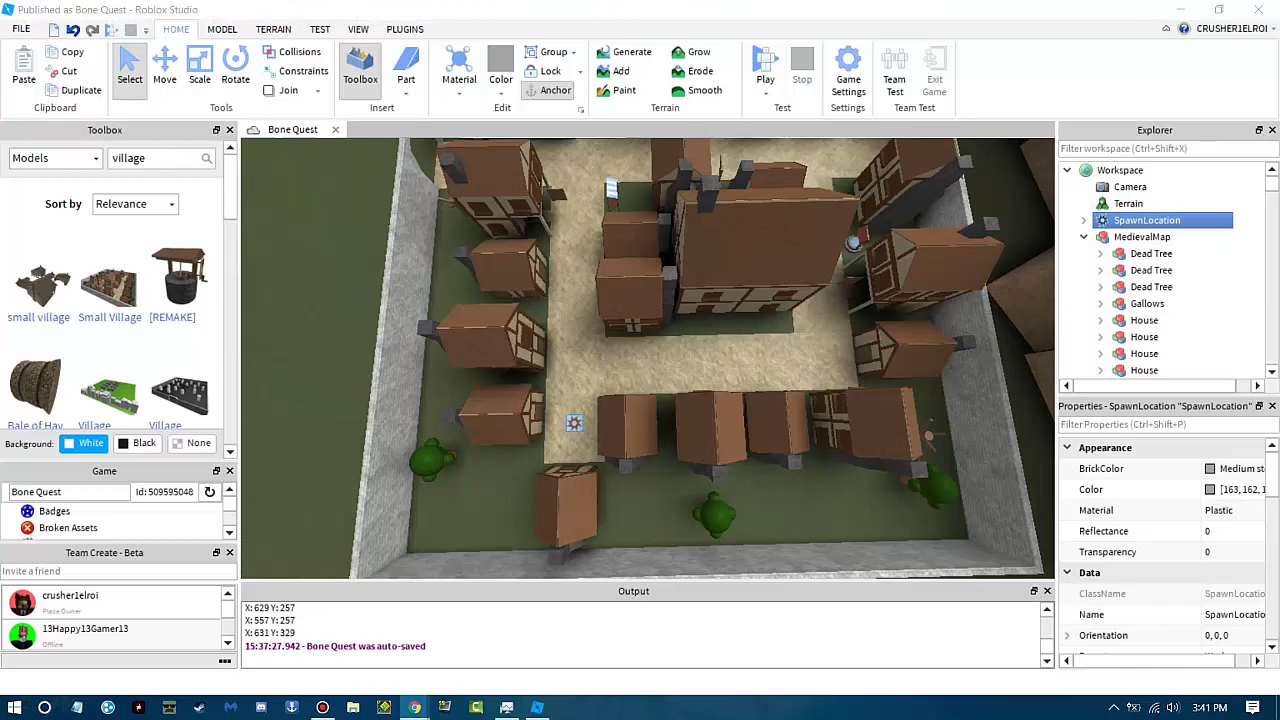 Published as Bone Quest - Roblox Studio
FILE HOME MODEL TERRAIN TEST VIEW PLUGINS CRUSHER1ELROI
Paste Copy Cut Duplicate Clipboard
Select Move Scale Rotate Collisions Constraints Join Tools
Toolbox Part Insert
Material Color Group Lock Anchor Edit
Generate Add Paint Grow Erode Smooth Terrain
Play Stop Test
Game Settings Settings
Team Test Exit Game Team Test
Toolbox
Models village
Sort by Relevance
small village Small Village [REMAKE]
Bale of Hay Village Village
Background: White Black None
Game
Bone Quest Id: 509595048
Badges
Broken Assets
Team Create - Beta
Invite a friend
crusher1elroi
Place Owner
13Happy13Gamer13
Offline
Bone Quest
Output
X: 629 Y: 257
X: 557 Y: 257
X: 631 Y: 329
15:37:27.942 - Bone Quest was auto-saved
Explorer
Filter workspace (Ctrl+Shift+X)
Workspace
Camera
Terrain
SpawnLocation
MedievalMap
Dead Tree
Dead Tree
Dead Tree
Gallows
House
House
House
House
Properties - SpawnLocation "SpawnLocation"
Filter Properties (Ctrl+Shift+P)
Appearance
BrickColor Medium st
Color [163, 162, 1
Material Plastic
Reflectance 0
Transparency 0
Data
ClassName SpawnLocatio
Name SpawnLocatio
Orientation 0, 0, 0
3:41 PM